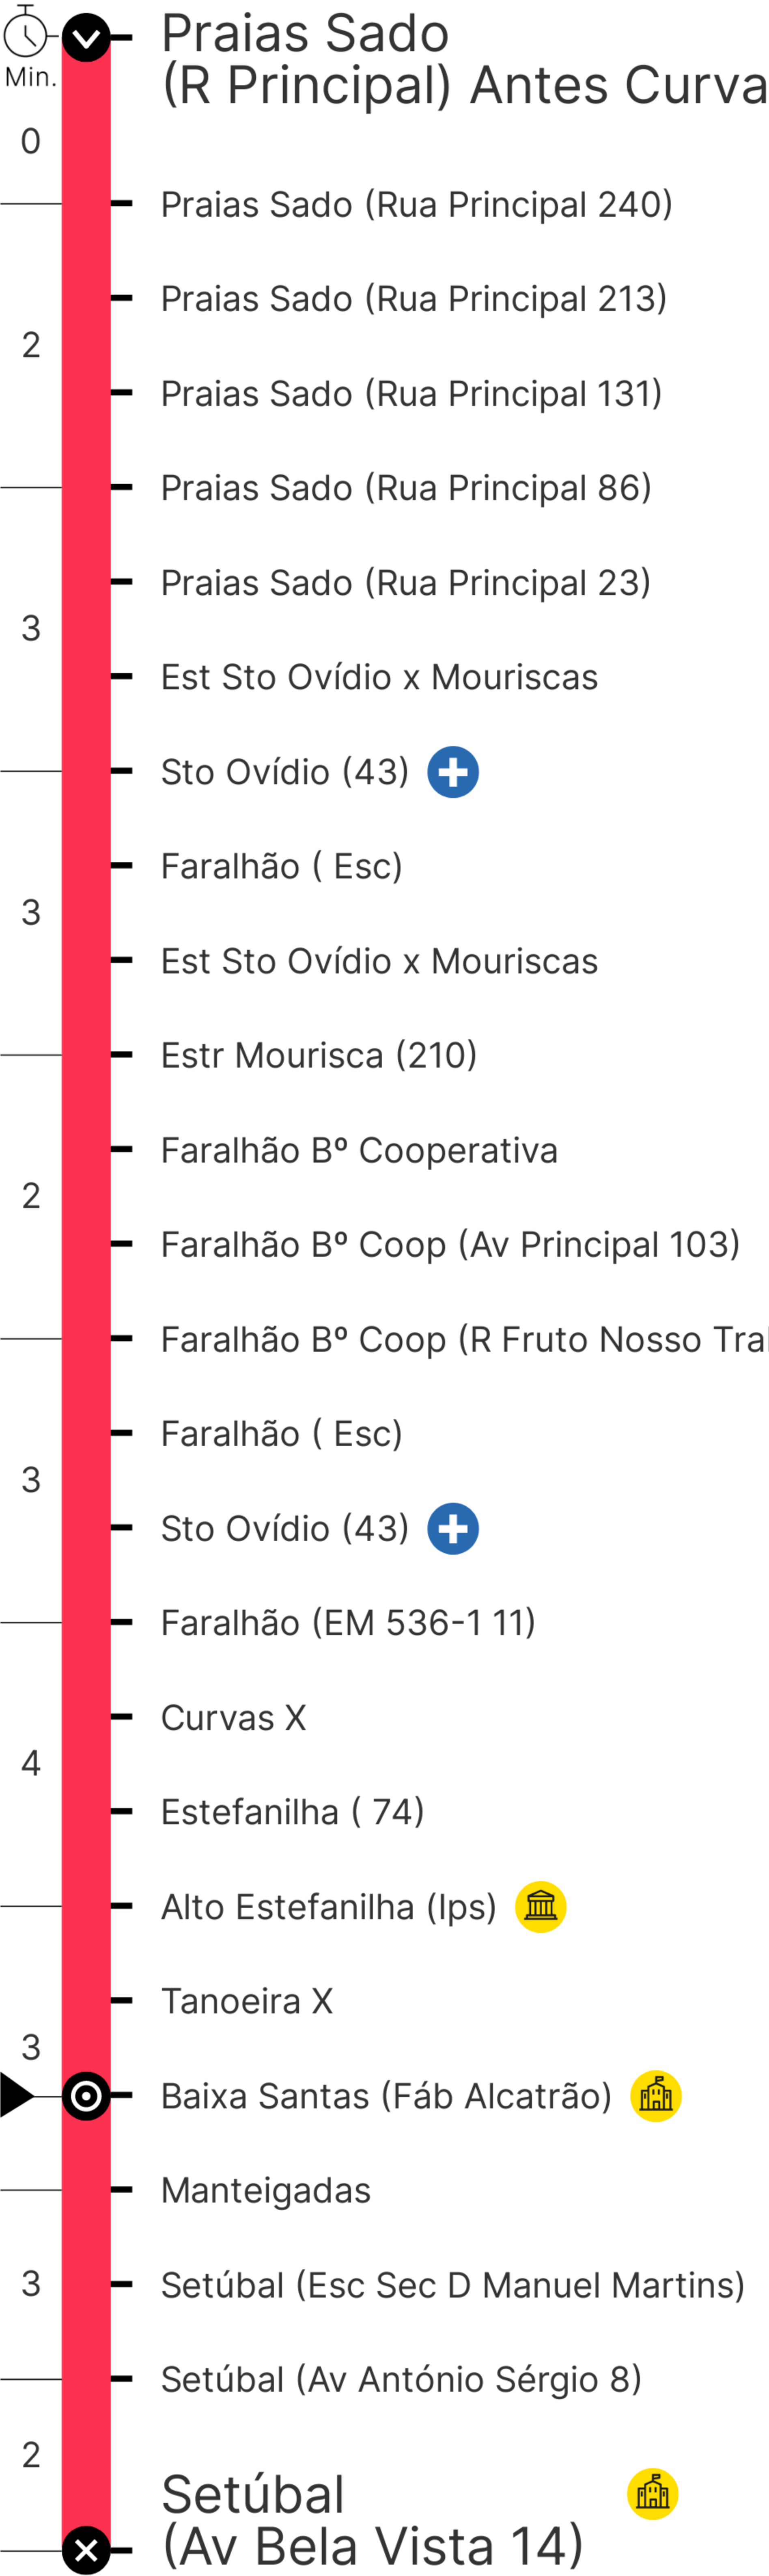 Min.
Praias Sado
(R Principal) Antes Curva
0
Praias Sado (Rua Principal 240)
Praias Sado (Rua Principal 213)
2
Praias Sado (Rua Principal 131)
Praias Sado (Rua Principal 86)
Praias Sado (Rua Principal 23)
3
Est Sto Ovídio x Mouriscas
Sto Ovídio (43)
Faralhão ( Esc)
3
Est Sto Ovídio x Mouriscas
Estr Mourisca (210)
Faralhão Bº Cooperativa
2
Faralhão Bº Coop (Av Principal 103)
Faralhão Bº Coop (R Fruto Nosso
Faralhão ( Esc)
3
Sto Ovídio (43)
Faralhão (EM 536-1 11)
Curvas X
4
Estefanilha ( 74)
Alto Estefanilha (Ips)
Tanoeira X
3
Baixa Santas (Fáb Alcatrão)
Manteigadas
3
Setúbal (Esc Sec D Manuel Martins)
Setúbal (Av António Sérgio 8)
2
Setúbal
(Av Bela Vista 14)